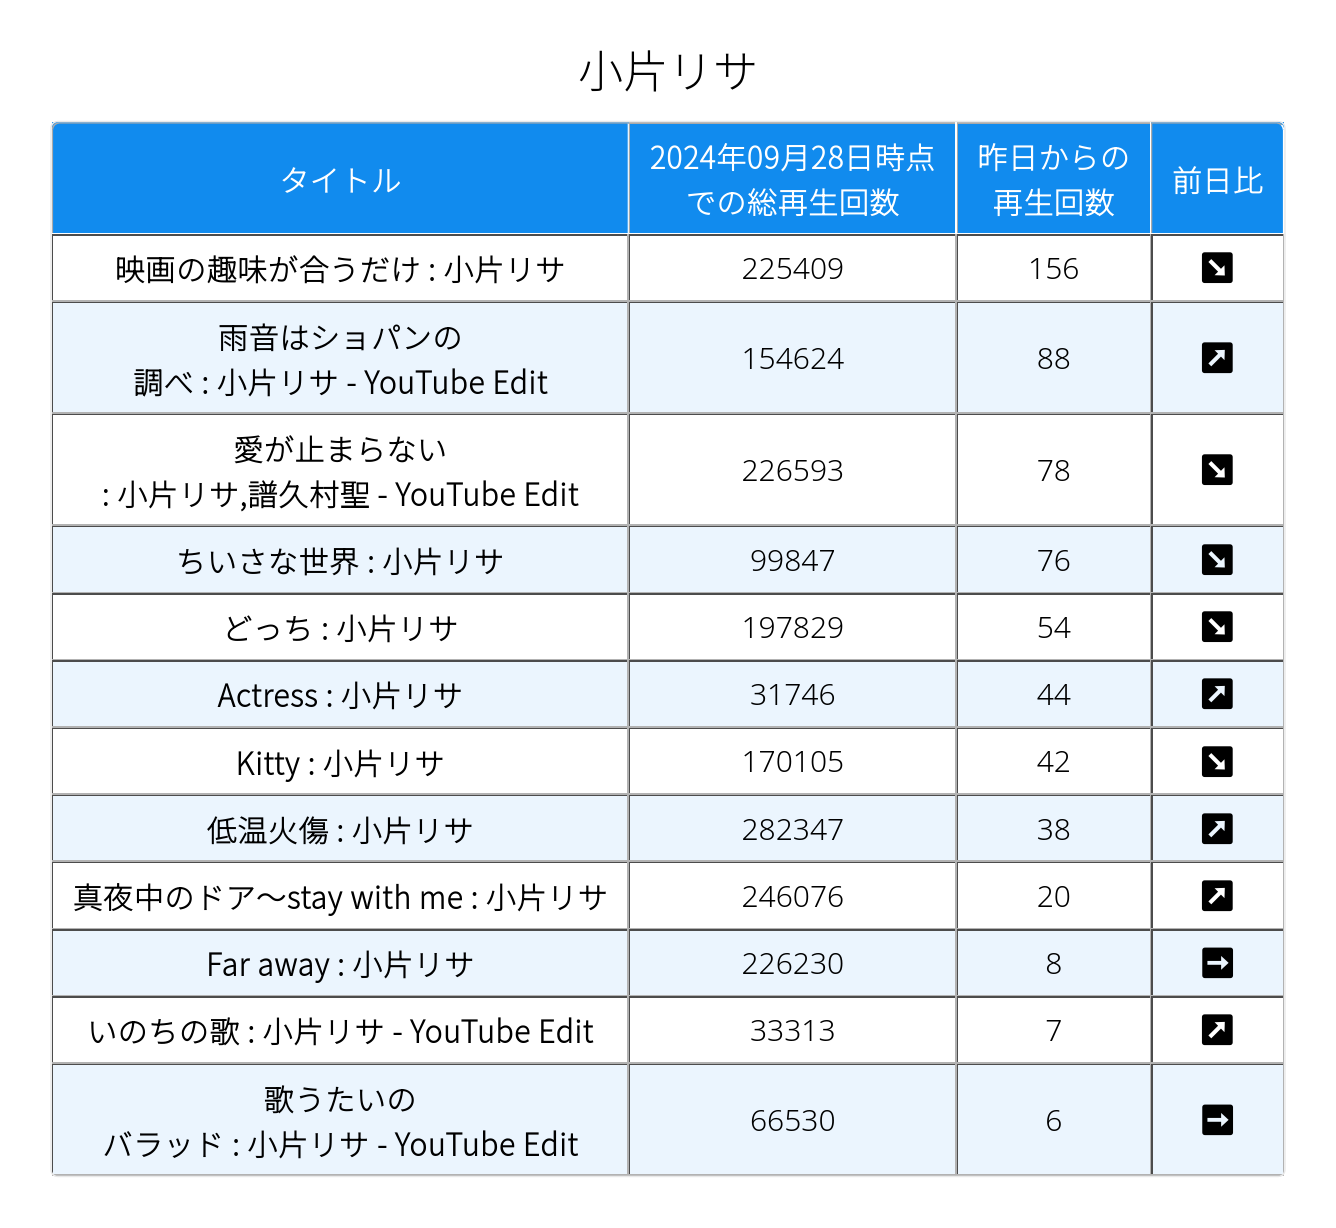 小片リサ
タイトル
2024年09月28日時点
での総再生回数
昨日からの
再生回数
前日比
映画の趣味が合うだけ : 小片リサ
225409
156
雨音はショパンの
調べ : 小片リサ - YouTube Edit
154624
88
愛が止まらない
: 小片リサ,譜久村聖 - YouTube Edit
226593
78
ちいさな世界 : 小片リサ
99847
76
どっち : 小片リサ
197829
54
Actress : 小片リサ
31746
44
Kitty : 小片リサ
170105
42
低温火傷 : 小片リサ
282347
38
真夜中のドア〜stay with me : 小片リサ
246076
20
Far away : 小片リサ
226230
8
いのちの歌 : 小片リサ - YouTube Edit
33313
7
歌うたいの
バラッド : 小片リサ - YouTube Edit
66530
6